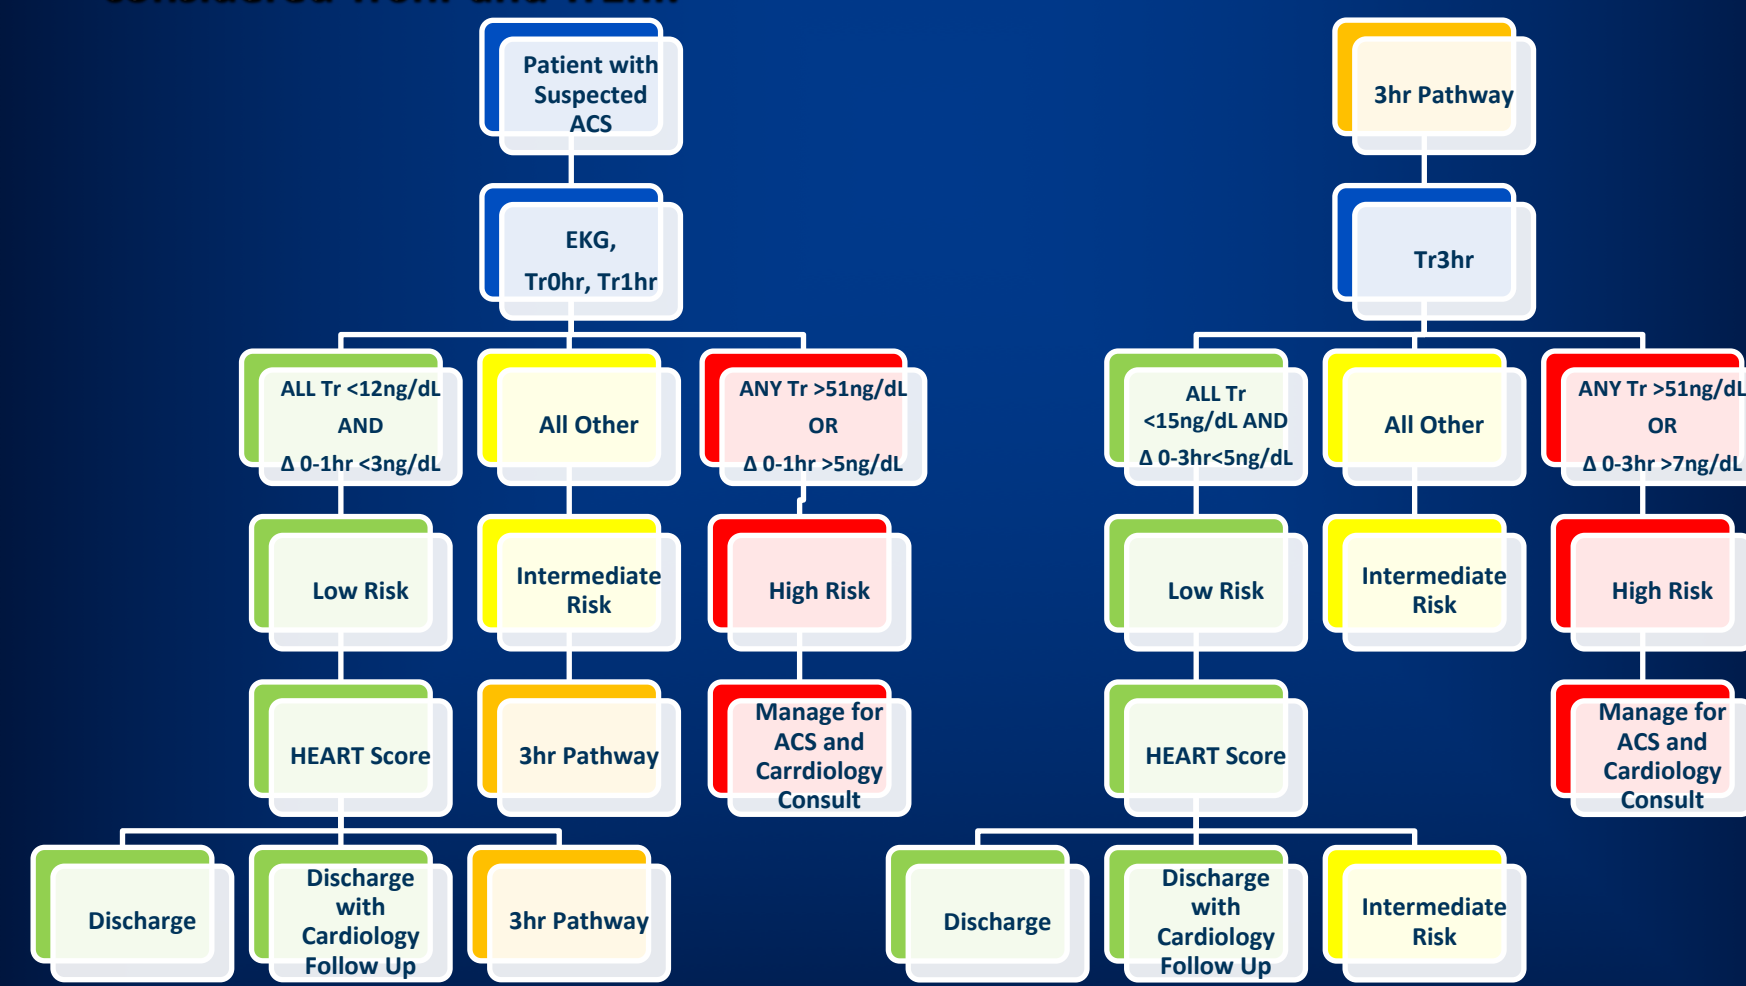 Patient with
Suspected
ACS
EKG,
Tr0hr, Tr1hr
ALL Tr <12ng/dL
AND
Δ 0-1hr <3ng/dL
All Other
ANY Tr >51ng/dL
OR
Δ 0-1hr >5ng/dL
Low Risk
Intermediate
Risk
High Risk
HEART Score
3hr Pathway
Manage for
ACS and
Carrdiology
Consult
Discharge
Discharge
with
Cardiology
Follow Up
3hr Pathway
3hr Pathway
Tr3hr
ALL Tr
<15ng/dL AND
Δ 0-3hr<5ng/dL
All Other
ANY Tr >51ng/dL
OR
Δ 0-3hr >7ng/dL
Low Risk
Intermediate
Risk
High Risk
HEART Score
Manage for
ACS and
Cardiology
Consult
Discharge
Discharge
with
Cardiology
Follow Up
Intermediate
Risk